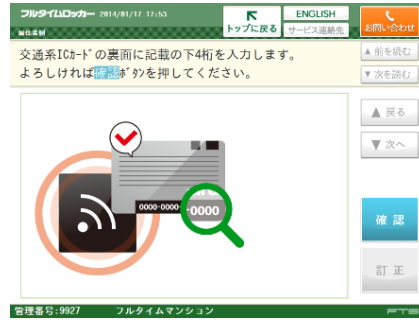 フルタイムロッカー 2014/01/17 17:53
トップに戻る
ENGLISH
サービス連絡先
お問い合わせ
交通系ICカードの裏面に記載の下4桁を入力します。
よろしければ確認ボタンを押してください。
▲ 前を読む
▼ 次を読む
▲ 戻る
▼ 次へ
0000-0000-
-0000
確認
訂正
管理番号:9927 フルタイムマンション
FTS